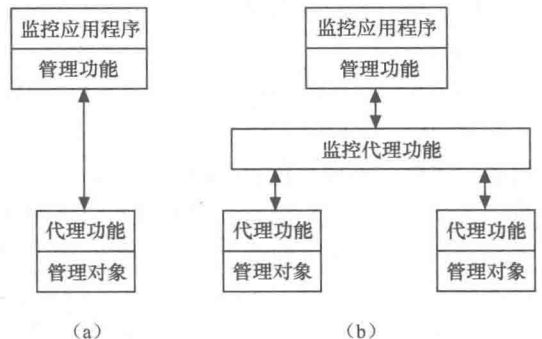 监控应用程序
管理功能
代理功能
管理对象
(a)
监控应用程序
管理功能
监控代理功能
代理功能
管理对象
代理功能
管理对象
(b)